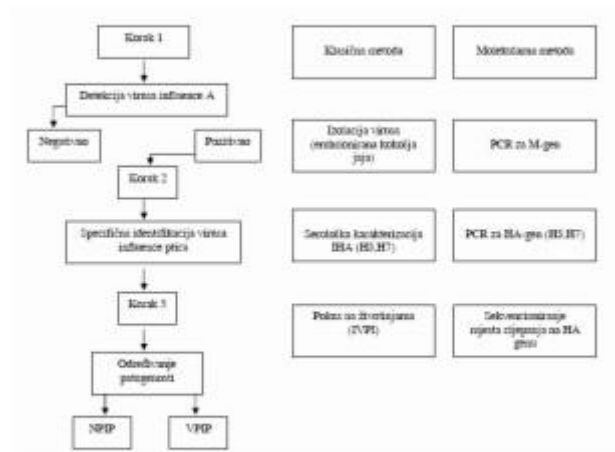 Korak 1
Klasična metoda
Molekularna metoda
Detekcija virusa influence A
Negativno
Pozitivno
Izolacija virusa
(embrionirana kokošja
jaja)
PCR za M-gen
Korak 2
Specifična identifikacija virusa
influence ptica
Serološka karakterizacija
IHA (H5,H7)
PCR za HA-gen (H5,H7)
Korak 3
Pokus na životinjama
(IVPI)
Sekvencioniranje
mjesta cijepanja na HA
genu
Određivanje
patogenosti
NPIP
VPIP